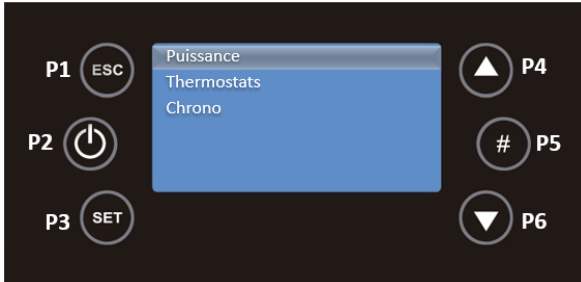 P1 ESC
Puissance
Thermostats
Chrono
P2
P3 SET
P4
# P5
P6